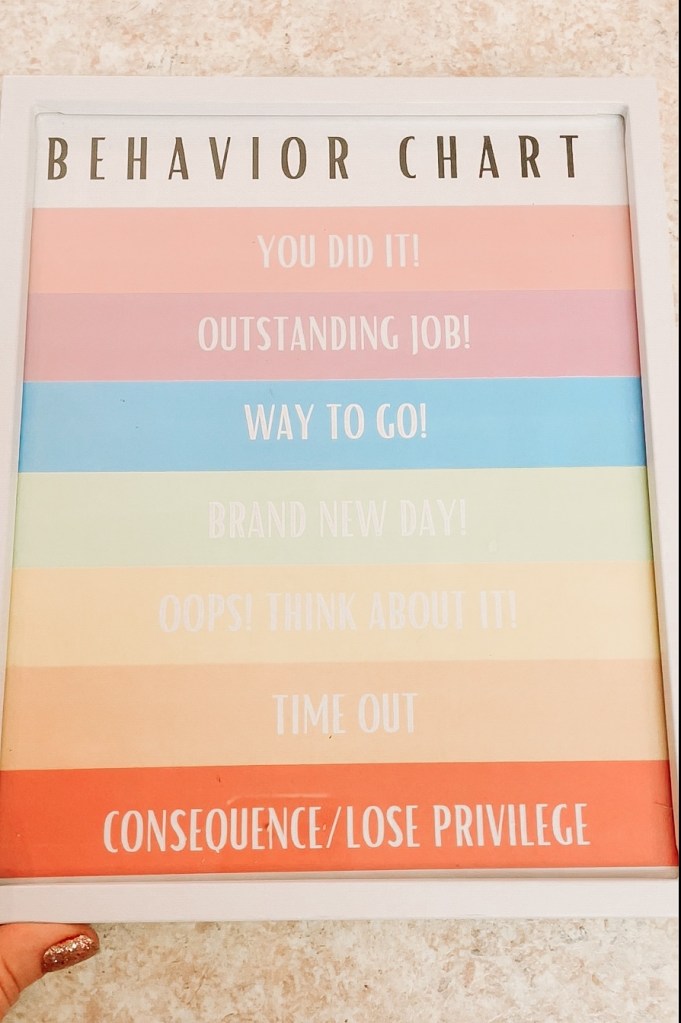 BEHAVIOR CHART
YOU DID IT!
OUTSTANDING JOB!
WAY TO GO!
BRAND NEW DAY!
OOPS! THINK ABOUT IT!
TIME OUT
CONSEQUENCE/LOSE PRIVILEGE